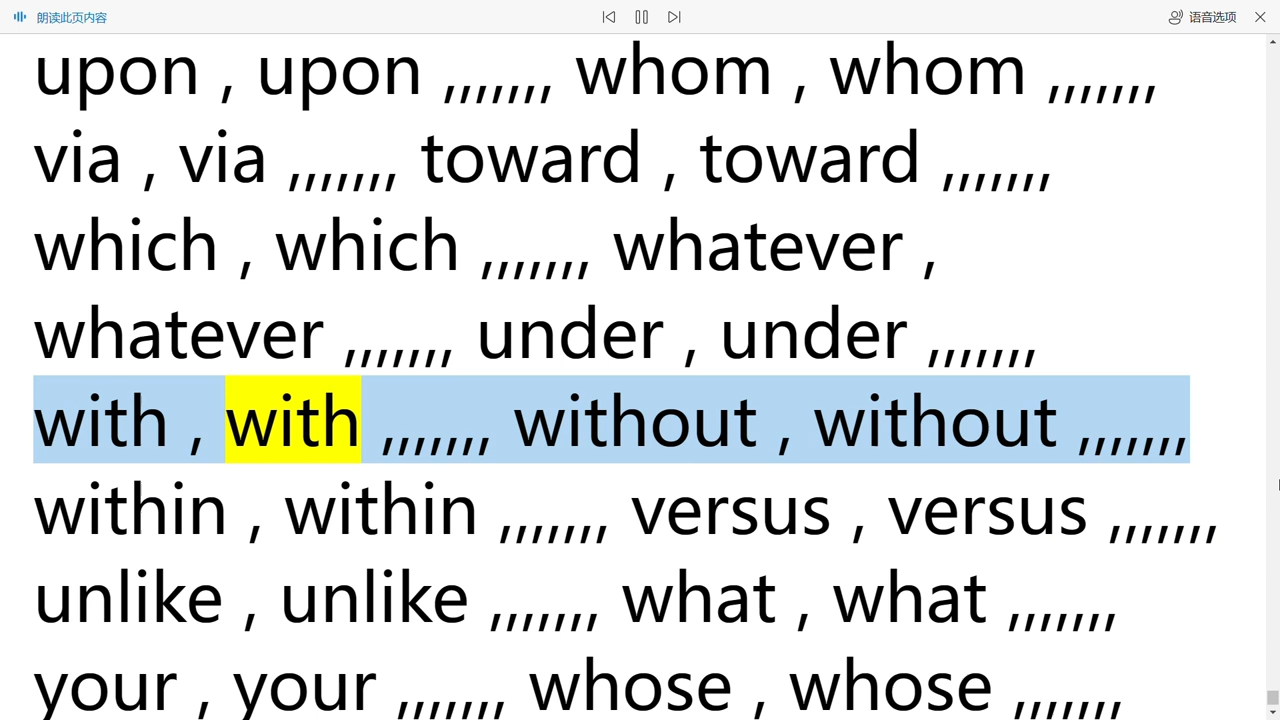 朗读此页内容
语音选项
upon , upon ,,,,,,, whom , whom ,,,,,,,
via , via ,,,,,,, toward , toward ,,,,,,,
which , which ,,,,,,, whatever ,
whatever ,,,,,,, under , under ,,,,,,,
with , with ,,,,,,, without , without ,,,,,,,
within , within ,,,,,,, versus , versus ,,,,,,,
unlike , unlike ,,,,,,, what , what ,,,,,,,
your , your ,,,,,,, whose , whose ,,,,,,,